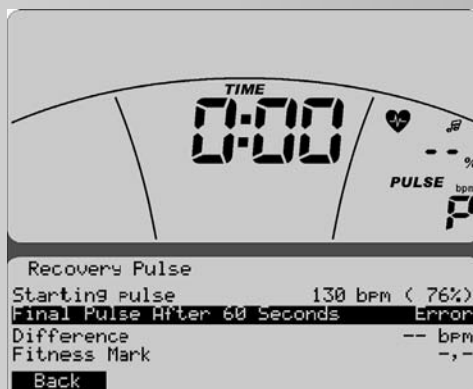 TIME
0:00
-- %
PULSE bpm
P
Recovery Pulse
Starting pulse 130 bpm ( 76%)
Final Pulse After 60 Seconds Error
Difference -- bpm
Fitness Mark -,-
Back